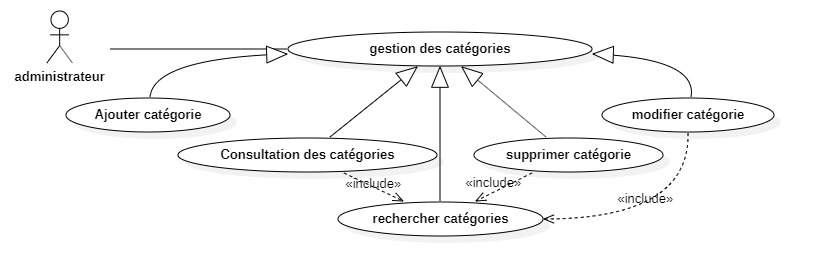 gestion des catégories
administrateur
Ajouter catégorie
modifier catégorie
Consultation des catégories
supprimer catégorie
«include»
«include»
«include»
rechercher catégories